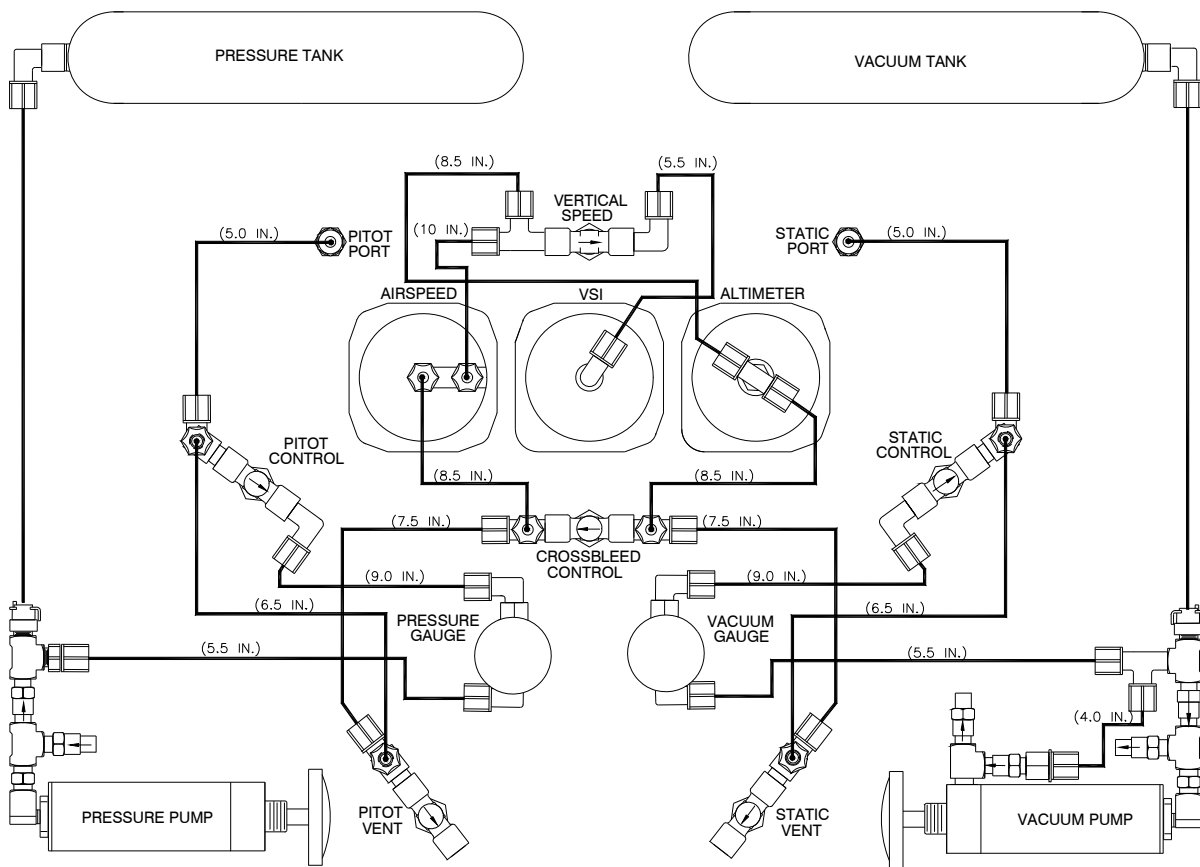 PRESSURE TANK
VACUUM TANK
(8.5 IN.)
(5.5 IN.)
VERTICAL
SPEED
(5.0 IN.)
PITOT
PORT
(10 IN.)
STATIC
PORT
(5.0 IN.)
AIRSPEED
VSI
ALTIMETER
PITOT
CONTROL
STATIC
CONTROL
(8.5 IN.)
(8.5 IN.)
(7.5 IN.)
(7.5 IN.)
CROSSBLEED
CONTROL
(9.0 IN.)
(9.0 IN.)
(6.5 IN.)
(6.5 IN.)
PRESSURE
GAUGE
VACUUM
GAUGE
(5.5 IN.)
(5.5 IN.)
(4.0 IN.)
PRESSURE PUMP
PITOT
VENT
STATIC
VENT
VACUUM PUMP